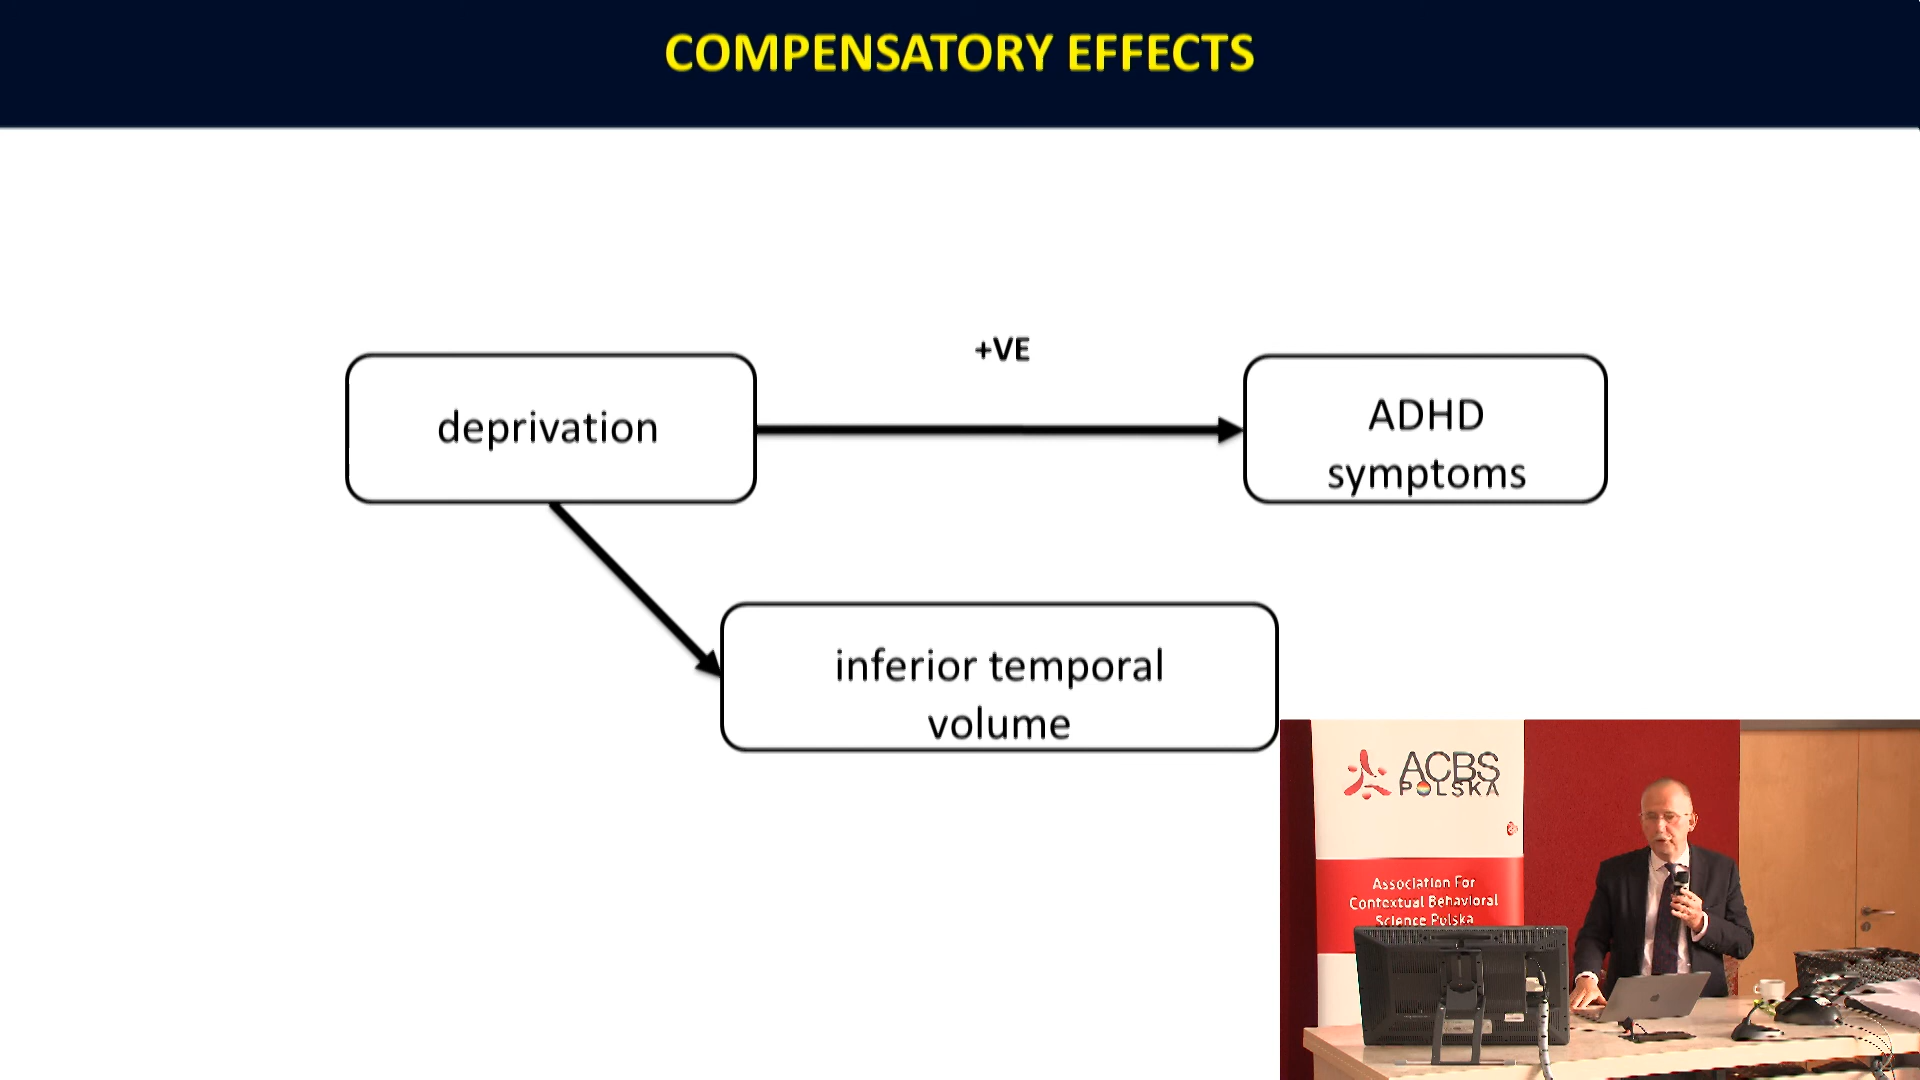 COMPENSATORY EFFECTS
+VE
deprivation
ADHD
symptoms
inferior temporal
volume
ACBS
POLSKA
Association For
Contextual Behavioral
Science Polska